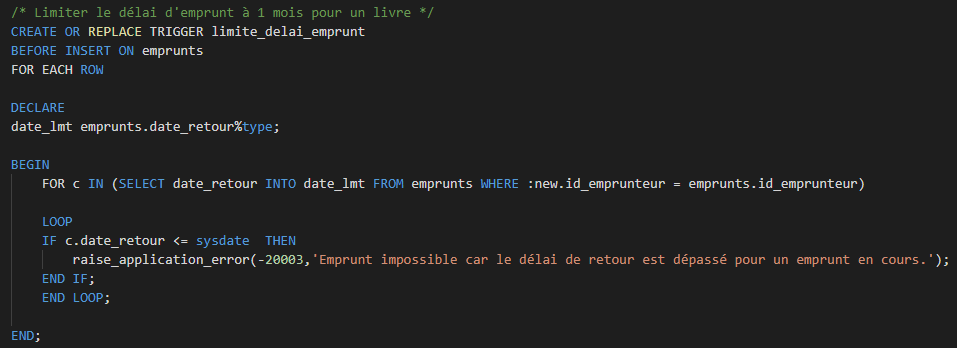 /* Limiter le délai d'emprunt à 1 mois pour un livre */
CREATE OR REPLACE TRIGGER limite_delai_emprunt
BEFORE INSERT ON emprunts
FOR EACH ROW
DECLARE
date_lmt emprunts.date_retour%type;
BEGIN
FOR c IN (SELECT date_retour INTO date_lmt FROM emprunts WHERE :new.id_emprunteur = emprunts.id_emprunteur)
LOOP
IF c.date_retour <= sysdate  THEN
raise_application_error(-20003,'Emprunt impossible car le délai de retour est dépassé pour un emprunt en cours.');
END IF;
END LOOP;
END;